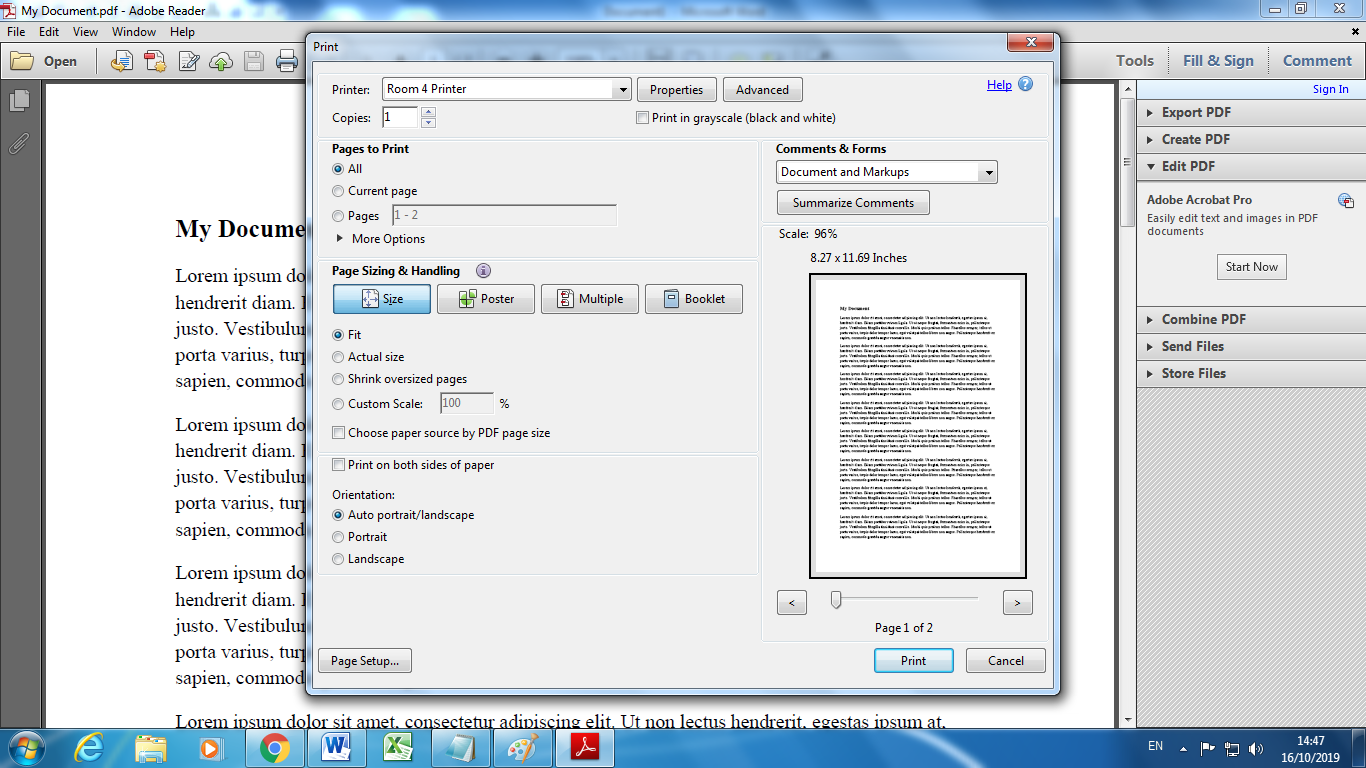 My Document.pdf - Adobe Reader
File Edit View Window Help
Open
Tools Fill & Sign Comment
Sign In
Export PDF
Create PDF
Edit PDF
Adobe Acrobat Pro
Easily edit text and images in PDF
documents
Start Now
Combine PDF
Send Files
Store Files
Print
Printer: Room 4 Printer Properties Advanced Help
Copies: 1 Print in grayscale (black and white)
Pages to Print
All
Current page
Pages 1 - 2
More Options
Page Sizing & Handling
Size Poster Multiple Booklet
Fit
Actual size
Shrink oversized pages
Custom Scale: 100 %
Choose paper source by PDF page size
Print on both sides of paper
Orientation:
Auto portrait/landscape
Portrait
Landscape
Comments & Forms
Document and Markups
Summarize Comments
Scale: 96%
8.27 x 11.69 Inches
My Document
< >
Page 1 of 2
Page Setup... Print Cancel
My Docume
Lorem ipsum do
hendrerit diam.
justo. Vestibulu
porta varius, turp
sapien, commod
Lorem ipsum do
hendrerit diam.
justo. Vestibulu
porta varius, turp
sapien, commod
Lorem ipsum do
hendrerit diam.
justo. Vestibulu
porta varius, turp
sapien, commod
Lorem ipsum dolor sit amet, consectetur adipiscing elit. Ut non lectus hendrerit, egestas ipsum at,
EN
14:47
16/10/2019